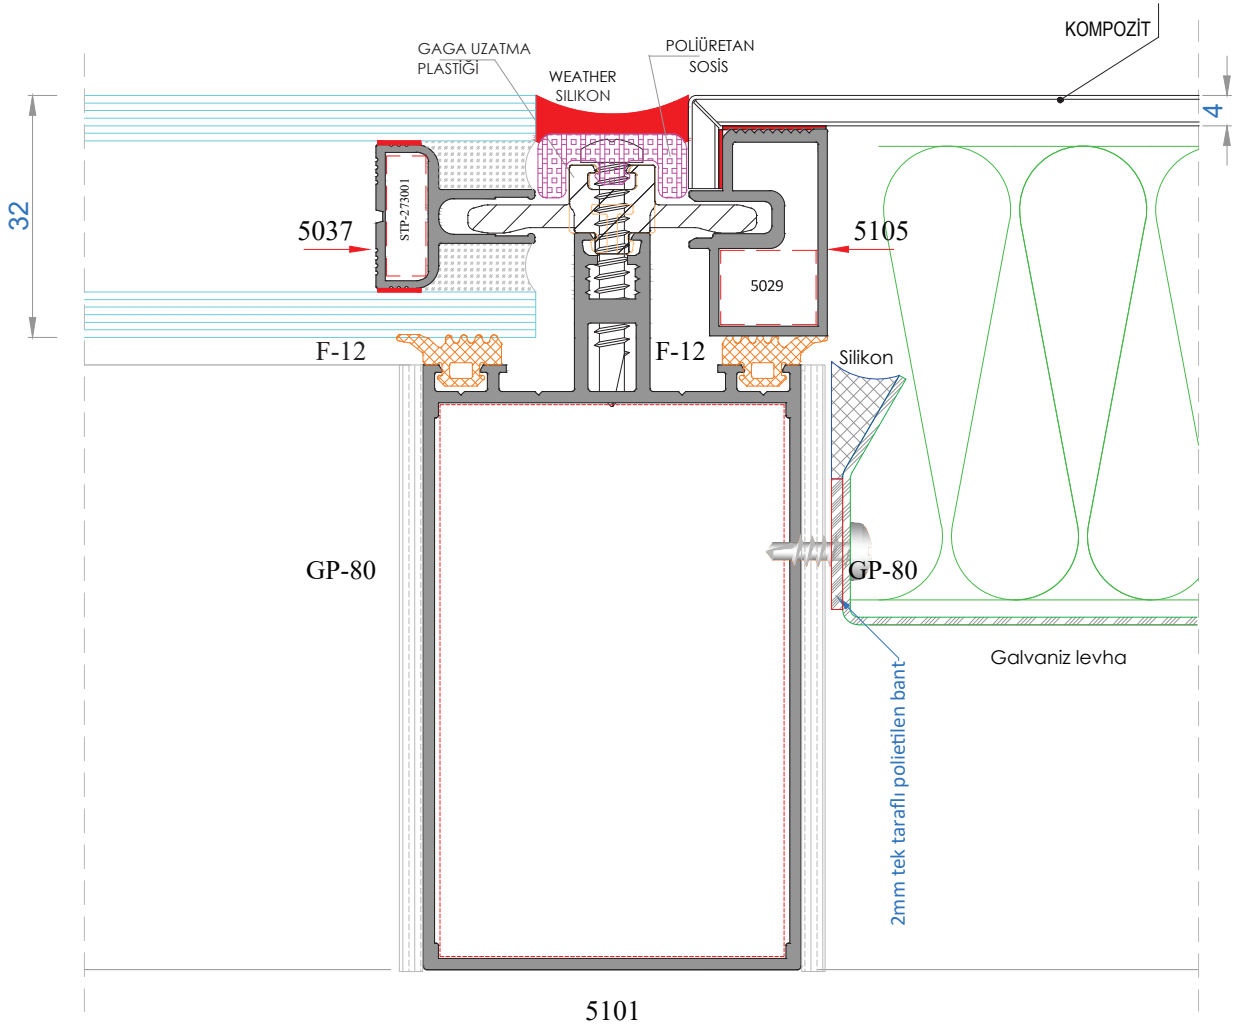 KOMPOZİT
GAGA UZATMA
PLASTİĞİ
WEATHER
SILIKON
POLİÜRETAN
SOSİS
4
32
STP-273001
5037
5105
5029
F-12
F-12
Silikon
GP-80
GP-80
Galvaniz levha
2mm tek taraflı polietilen bant
5101